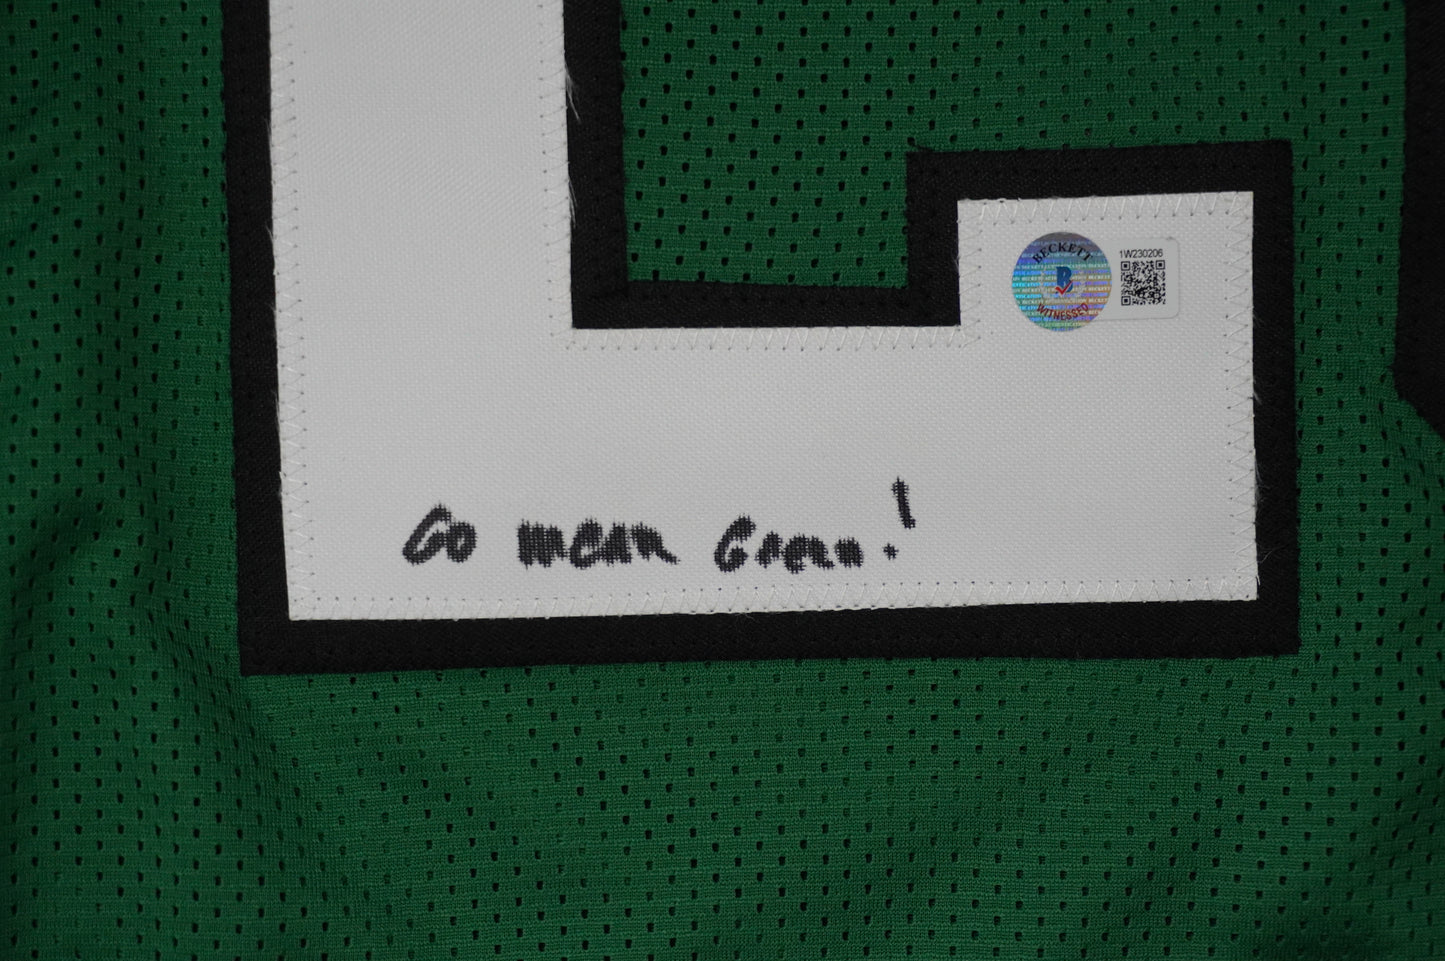 BECKETT
1W230206
B
WITNESSED
Go mean Green!